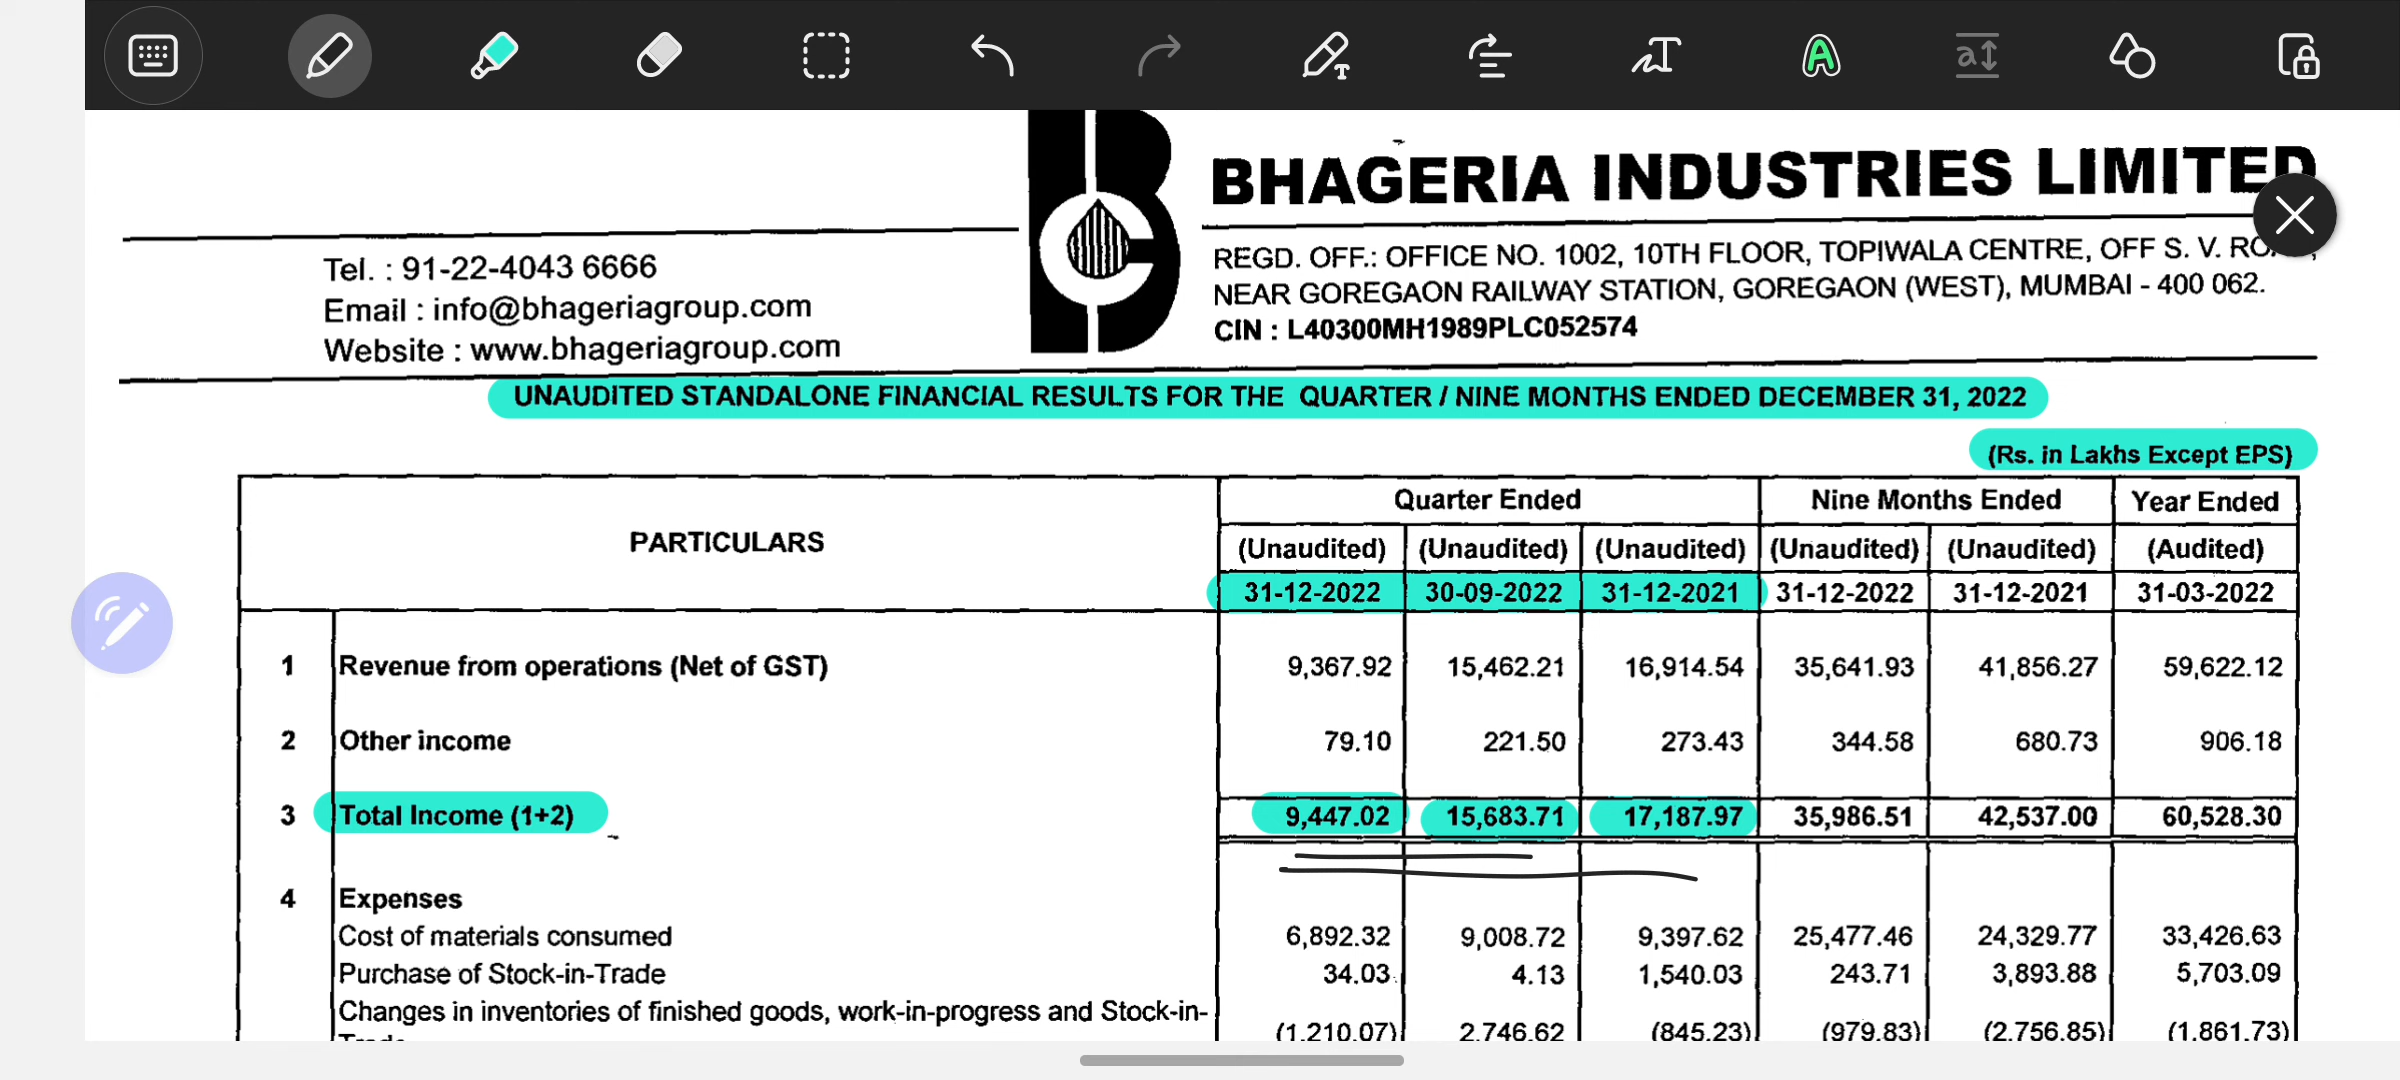 BHAGERIA INDUSTRIES LIMITED
Tel. : 91-22-4043 6666
Email : info@bhageriagroup.com
Website : www.bhageriagroup.com
REGD. OFF.: OFFICE NO. 1002, 10TH FLOOR, TOPIWALA CENTRE, OFF S. V.
NEAR GOREGAON RAILWAY STATION, GOREGAON (WEST), MUMBAI - 400 062.
CIN : L40300MH1989PLC052574
UNAUDITED STANDALONE FINANCIAL RESULTS FOR THE QUARTER / NINE MONTHS ENDED DECEMBER 31, 2022
(Rs. in Lakhs Except EPS)
PARTICULARS Quarter Ended Nine Months Ended Year Ended
(Unaudited) (Unaudited) (Unaudited) (Unaudited) (Unaudited) (Audited)
31-12-2022 30-09-2022 31-12-2021 31-12-2022 31-12-2021 31-03-2022
1 Revenue from operations (Net of GST) 9,367.92 15,462.21 16,914.54 35,641.93 41,856.27 59,622.12
2 Other income 79.10 221.50 273.43 344.58 680.73 906.18
3 Total Income (1+2) 9,447.02 15,683.71 17,187.97 35,986.51 42,537.00 60,528.30
4 Expenses
Cost of materials consumed 6,892.32 9,008.72 9,397.62 25,477.46 24,329.77 33,426.63
Purchase of Stock-in-Trade 34.03 4.13 1,540.03 243.71 3,893.88 5,703.09
Changes in inventories of finished goods, work-in-progress and Stock-in-
Trade (1,210.07) 2,746.62 (845.23) (979.83) (2,756.85) (1,861.73)